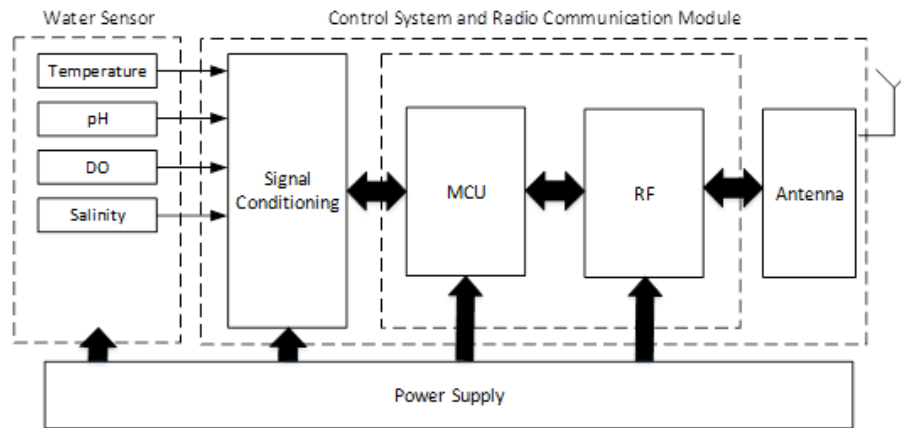 Water Sensor
Control System and Radio Communication Module
Temperature
pH
DO
Salinity
Signal
Conditioning
MCU
RF
Antenna
Power Supply